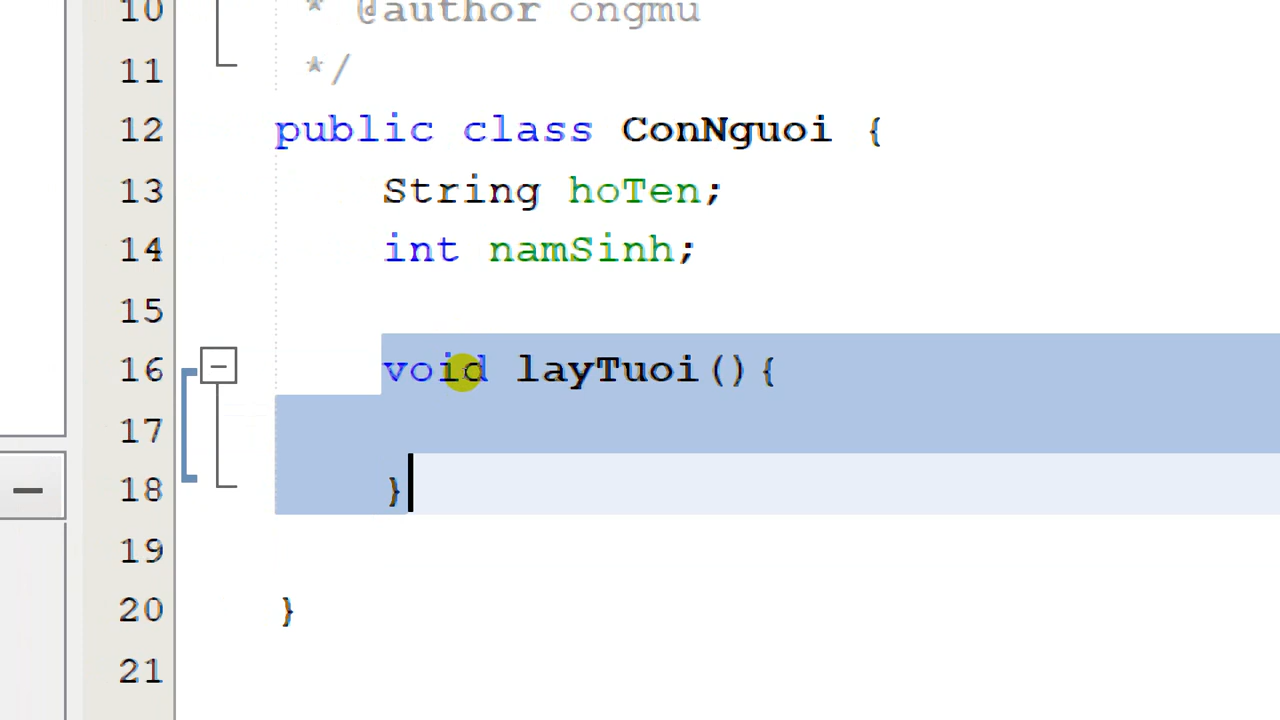 10 * @author ongmu
11 */
12 public class ConNguoi {
13 String hoTen;
14 int namSinh;
15
16 void layTuoi(){
17
18 }
19
20 }
21